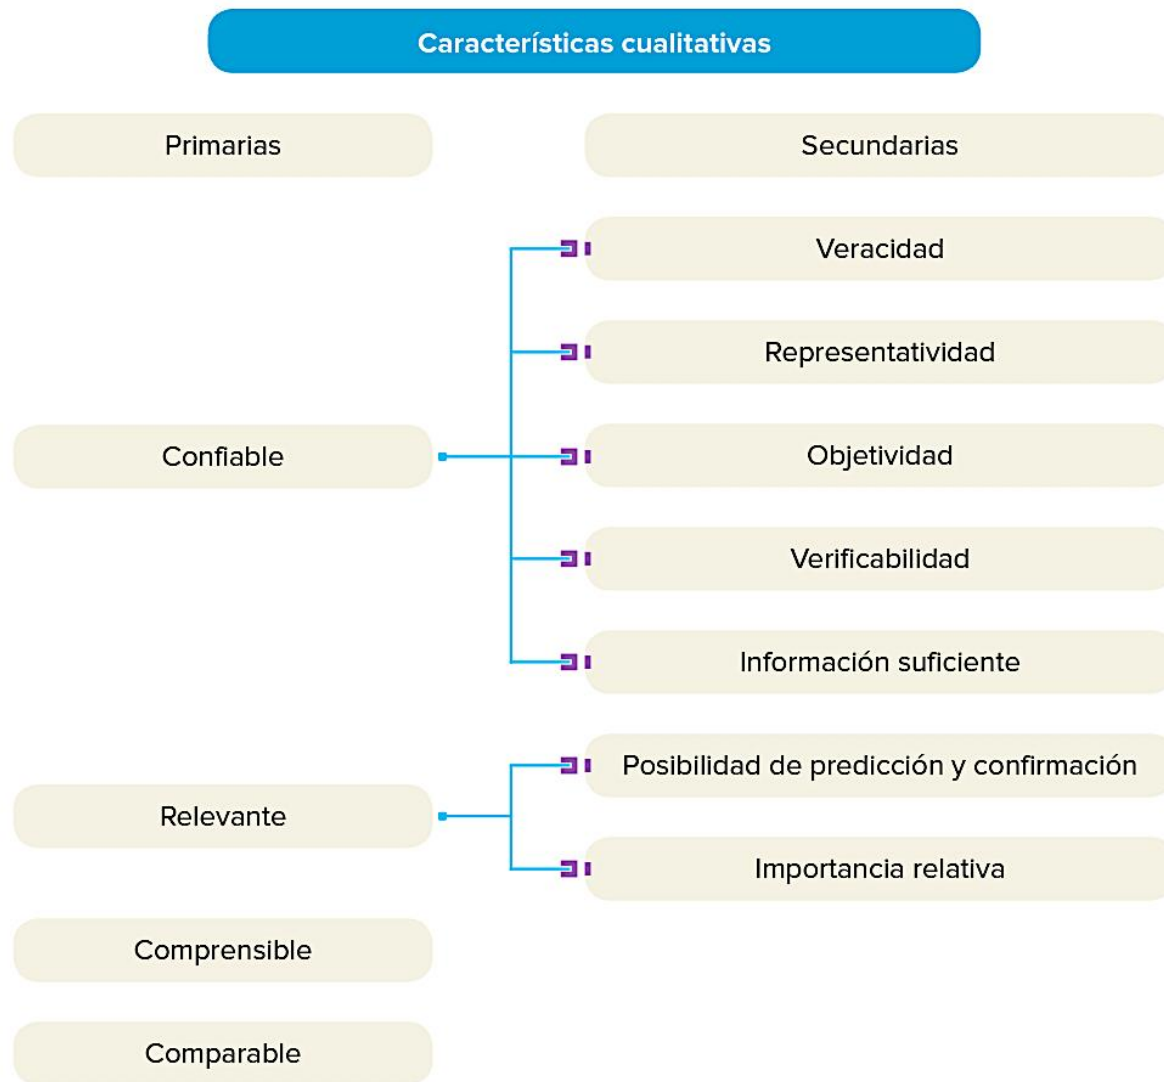 Características cualitativas
Primarias
Secundarias
Veracidad
Representatividad
Confiable
Objetividad
Verificabilidad
Información suficiente
Posibilidad de predicción y confirmación
Relevante
Importancia relativa
Comprensible
Comparable